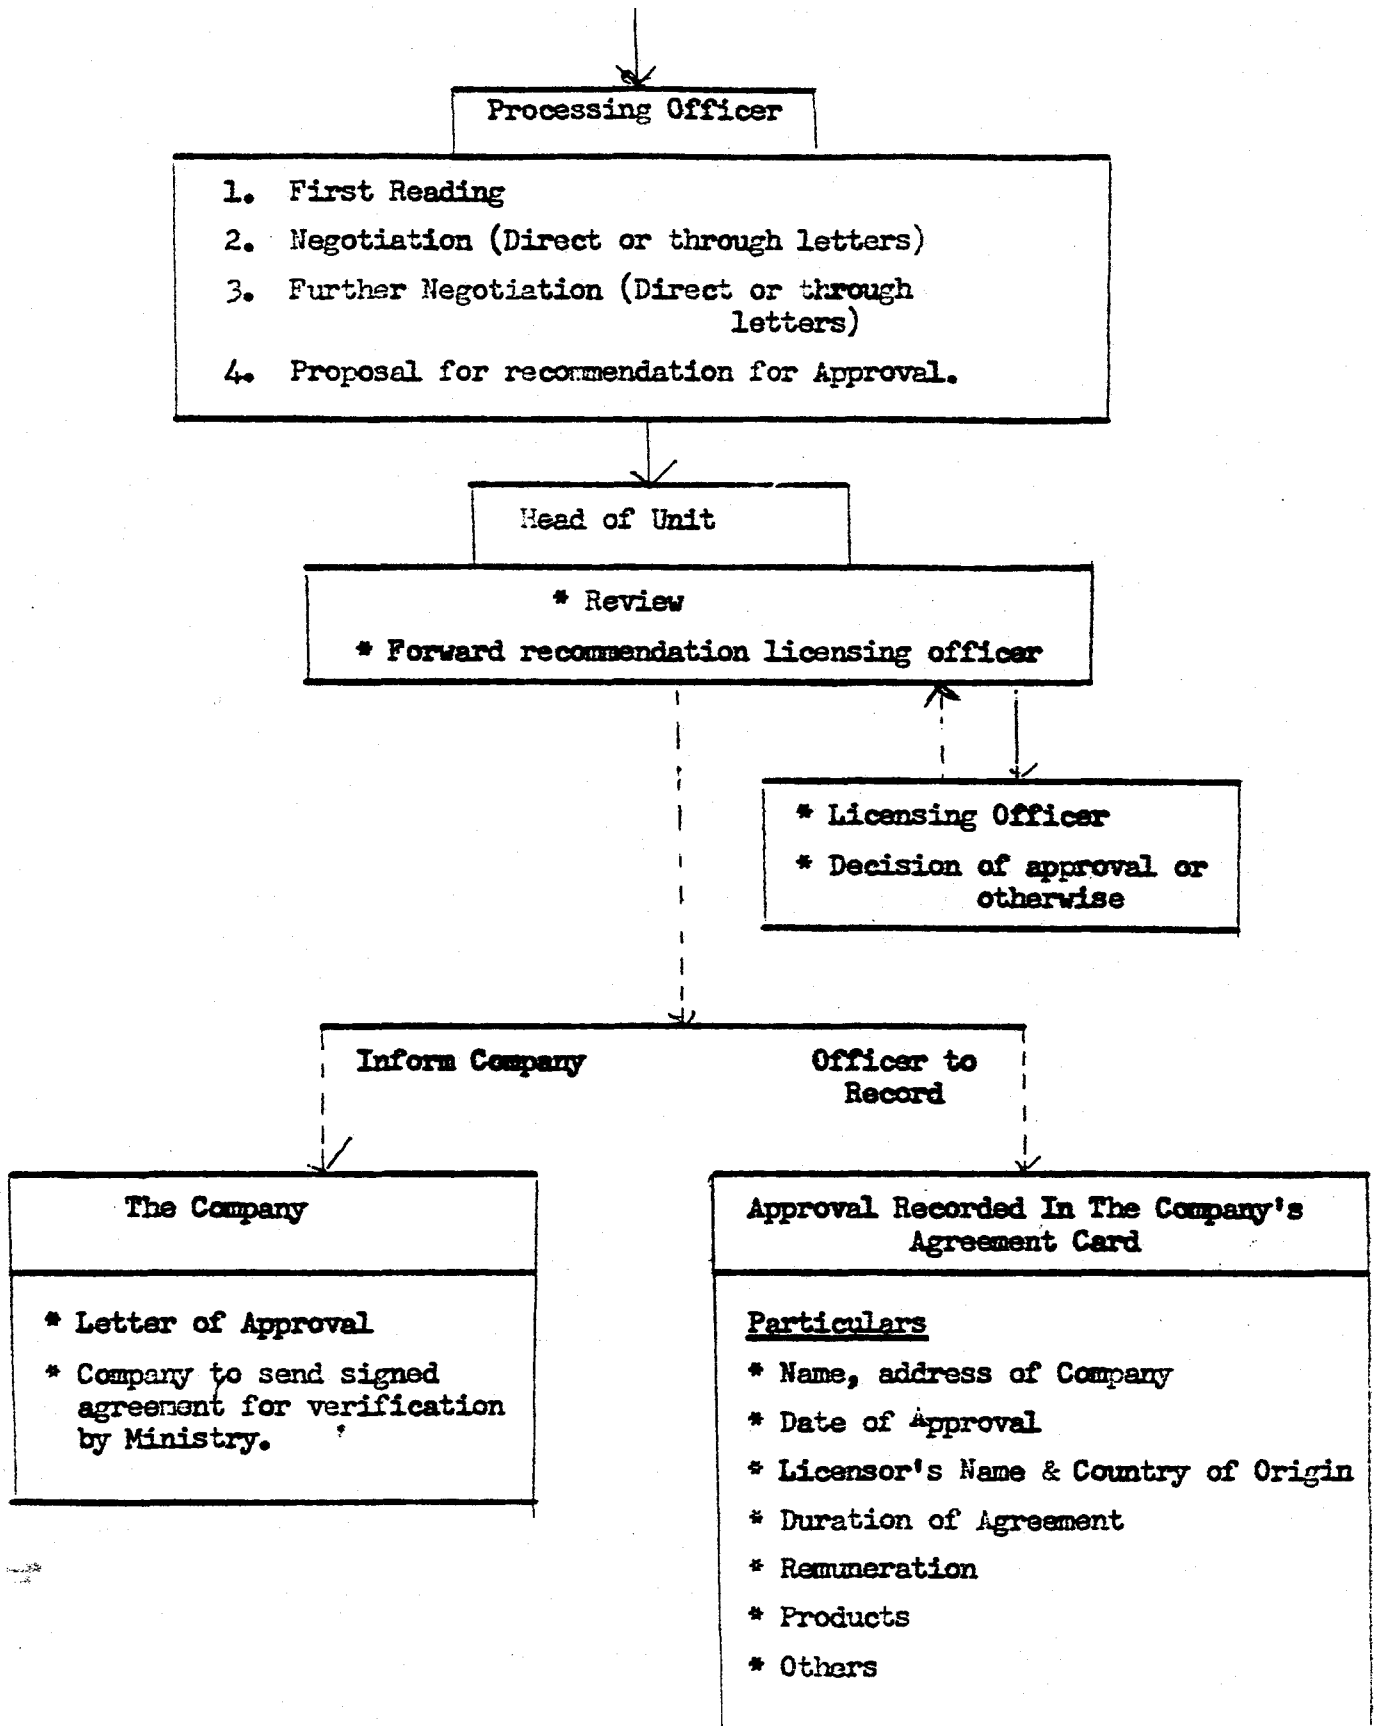 Processing Officer
1. First Reading
2. Negotiation (Direct or through letters)
3. Further Negotiation (Direct or through
letters)
4. Proposal for recommendation for Approval.
Head of Unit
* Review
* Forward recommendation licensing officer
* Licensing Officer
* Decision of approval or
otherwise
Inform Company
Officer to
Record
The Company
* Letter of Approval
* Company to send signed
agreement for verification
by Ministry.
Approval Recorded In The Company's
Agreement Card
Particulars
* Name, address of Company
* Date of Approval
* Licensor's Name & Country of Origin
* Duration of Agreement
* Remuneration
* Products
* Others